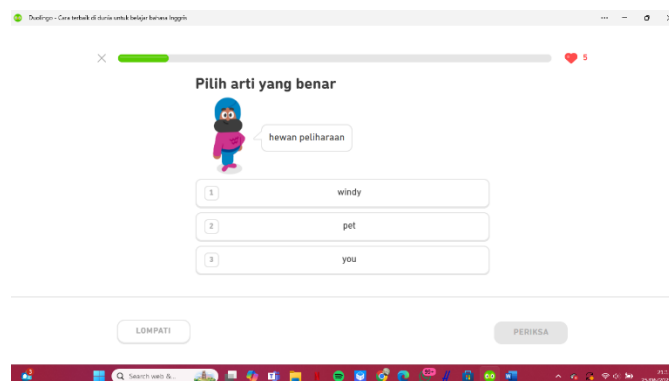 Duolingo - Cara terbaik di dunia untuk belajar bahasa Inggris
5
Pilih arti yang benar
hewan peliharaan
1 windy
2 pet
3 you
LOMPATI
PERIKSA
Search web &...